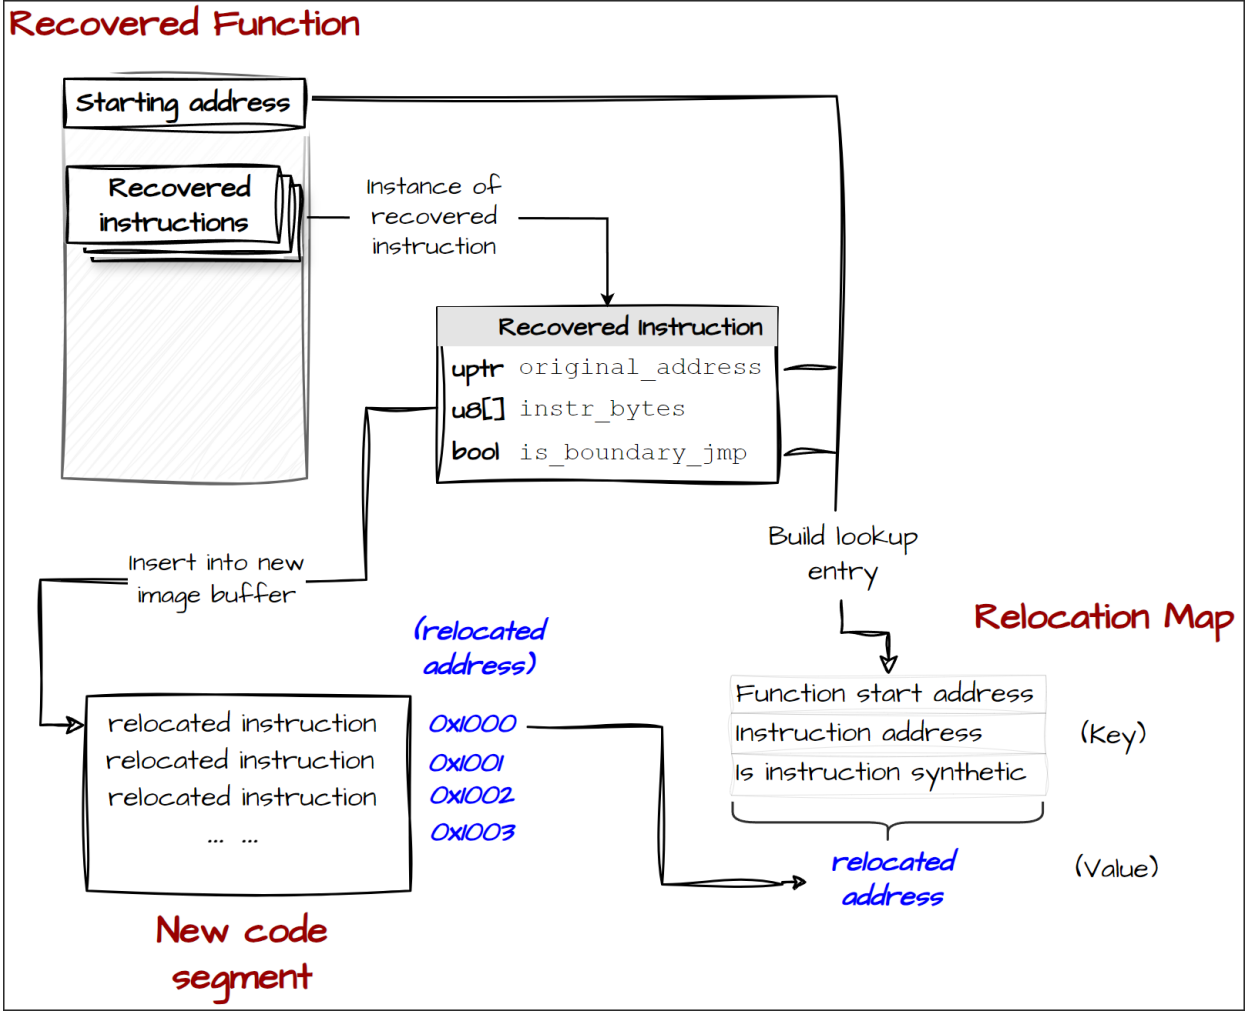 Recovered Function
Starting address
Recovered
instructions
Instance of
recovered
instruction
Recovered Instruction
uptr original_address
u8[] instr_bytes
bool is_boundary_jmp
Build lookup
entry
Insert into new
image buffer
Relocation Map
(relocated
address)
Function start address
Instruction address
Is instruction synthetic
(Key)
relocated instruction 0x1000
relocated instruction 0x1001
relocated instruction 0x1002
... ... 0x1003
relocated
address
(Value)
New code
segment